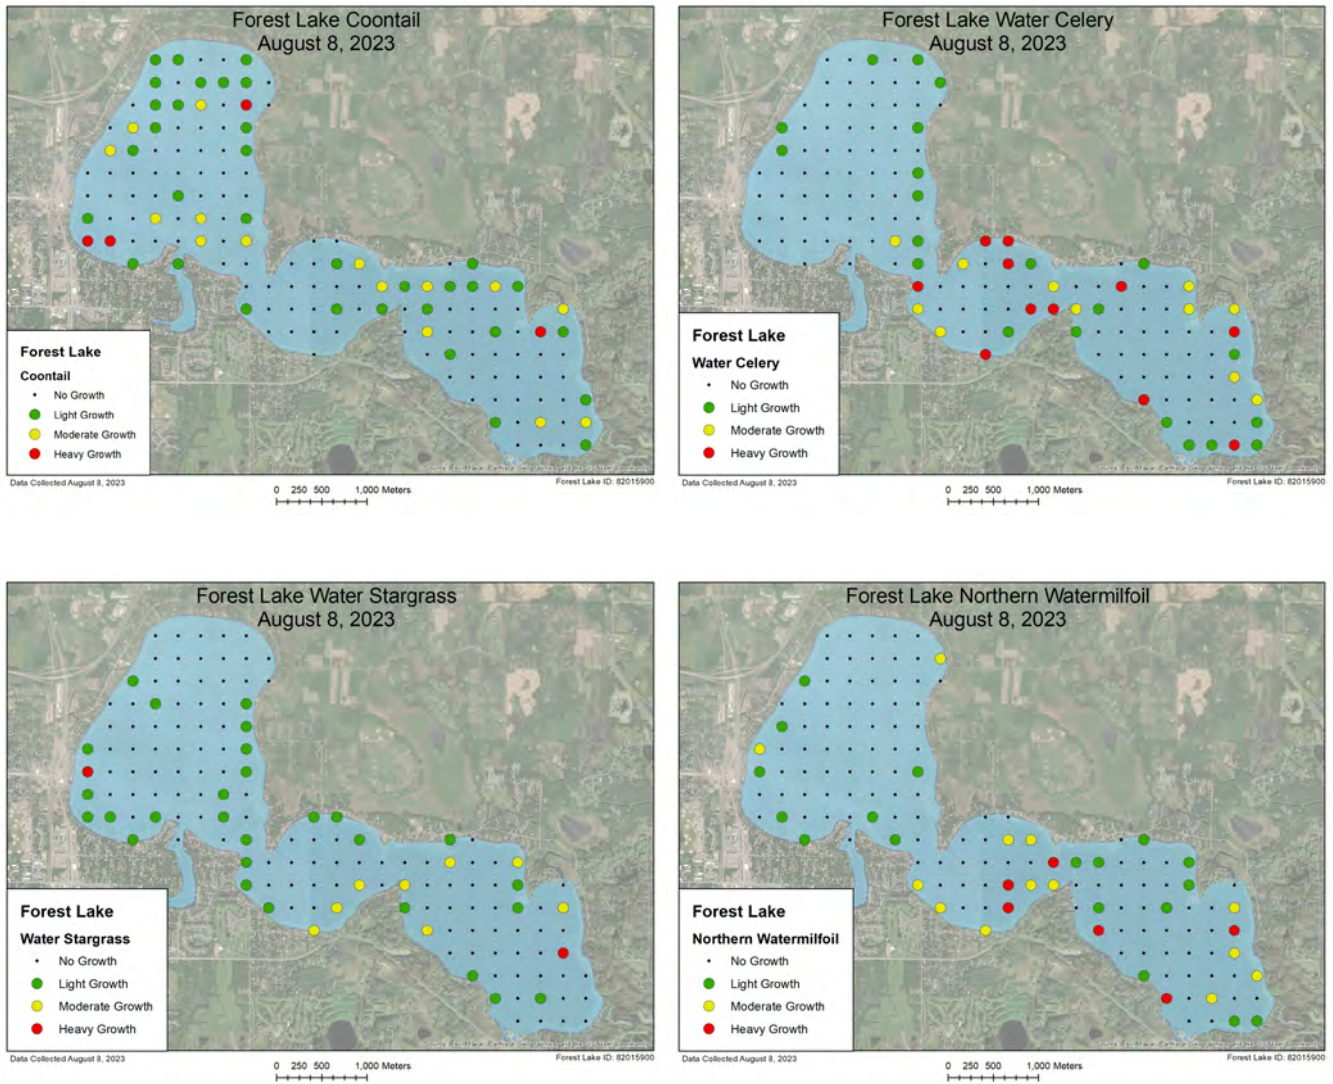 Forest Lake Coontail
August 8, 2023
Forest Lake
Coontail
No Growth
Light Growth
Moderate Growth
Heavy Growth
Data Collected August 8, 2023
Forest Lake ID: 82015900
0 250 500 1,000 Meters
Forest Lake Water Celery
August 8, 2023
Forest Lake
Water Celery
No Growth
Light Growth
Moderate Growth
Heavy Growth
Data Collected August 8, 2023
Forest Lake ID: 82015900
0 250 500 1,000 Meters
Forest Lake Water Stargrass
August 8, 2023
Forest Lake
Water Stargrass
No Growth
Light Growth
Moderate Growth
Heavy Growth
Data Collected August 8, 2023
Forest Lake ID: 82015900
0 250 500 1,000 Meters
Forest Lake Northern Watermilfoil
August 8, 2023
Forest Lake
Northern Watermilfoil
No Growth
Light Growth
Moderate Growth
Heavy Growth
Data Collected August 8, 2023
Forest Lake ID: 82015900
0 250 500 1,000 Meters